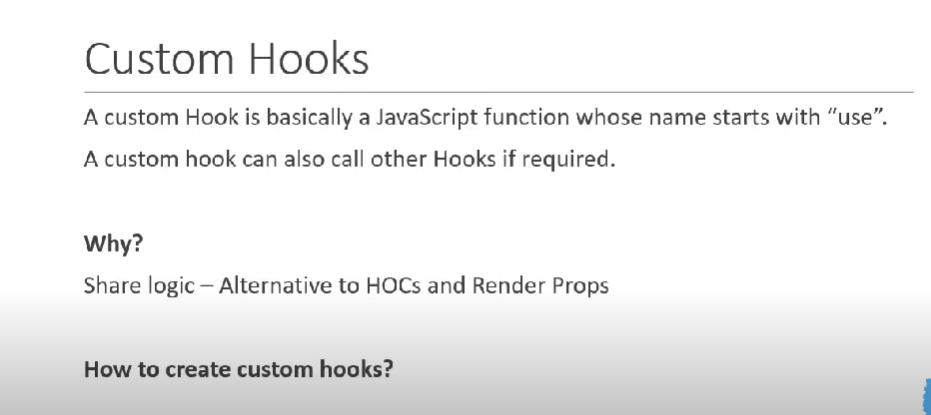 Custom Hooks
A custom Hook is basically a JavaScript function whose name starts with “use”.
A custom hook can also call other Hooks if required.
Why?
Share logic – Alternative to HOCs and Render Props
How to create custom hooks?